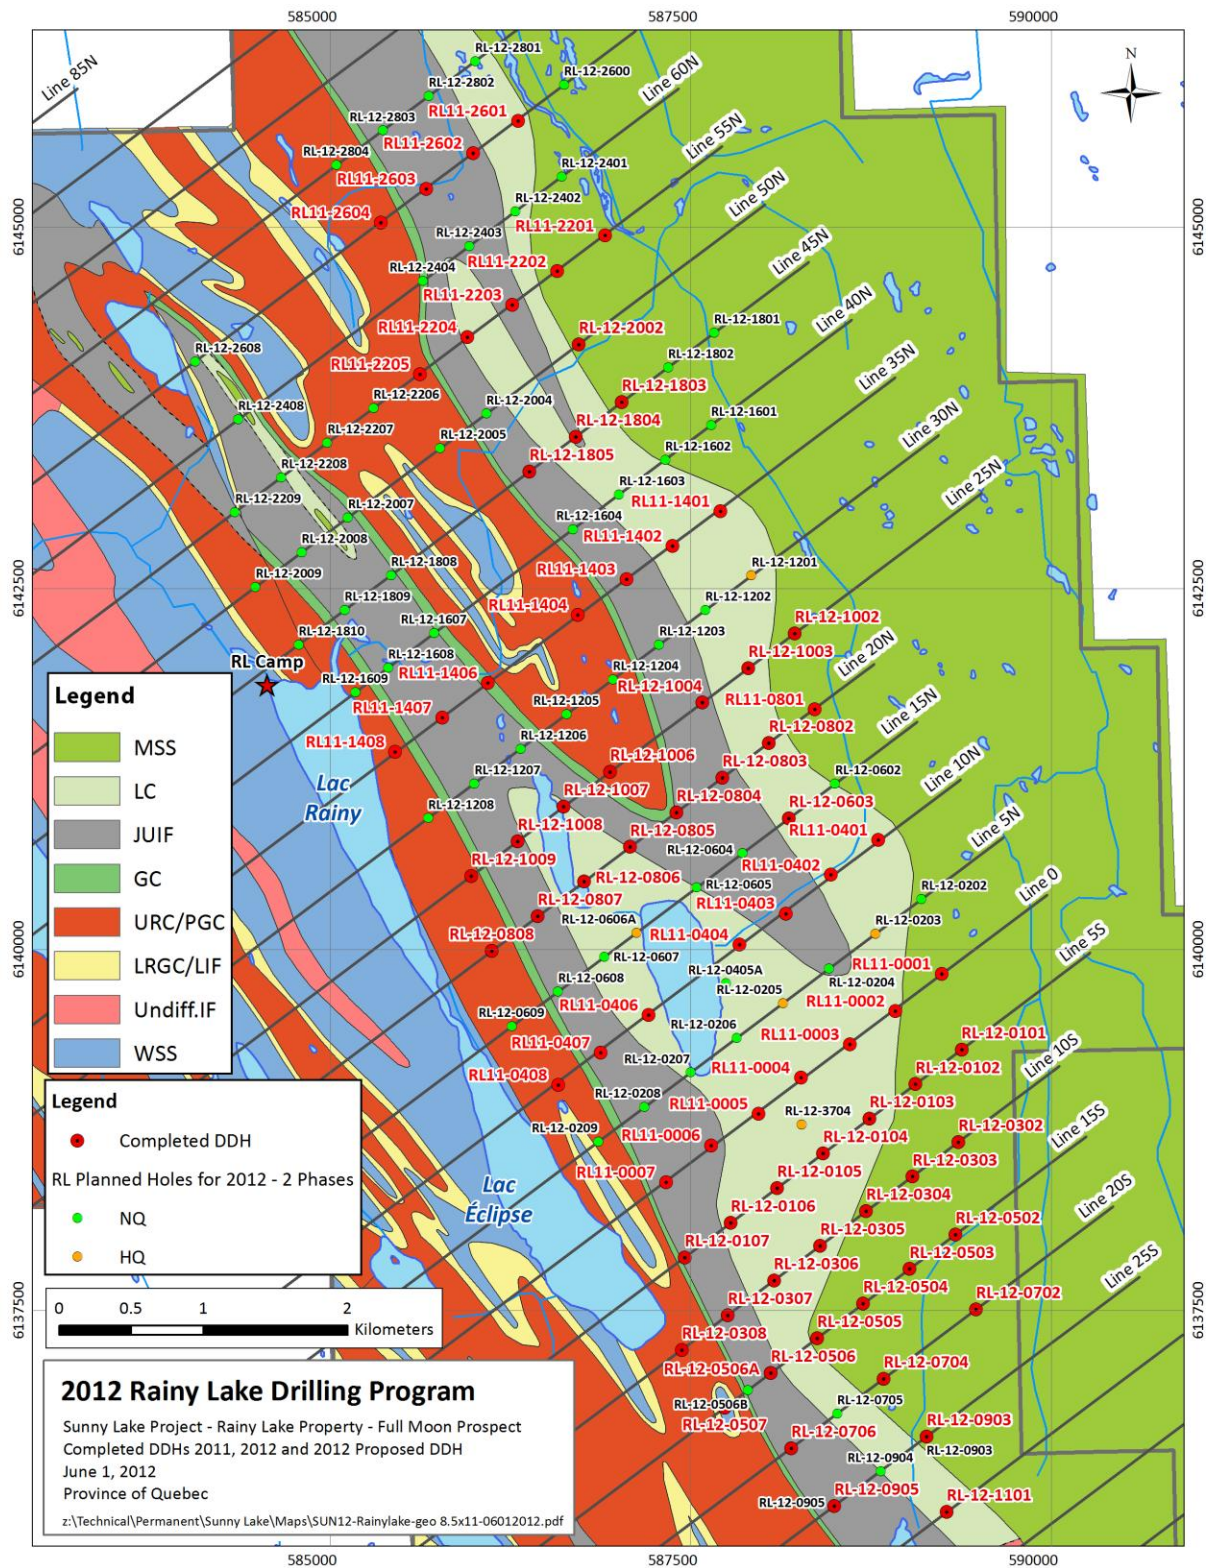 585000 587500 590000
N
Line 85N
RL-12-2801
RL-12-2802
RL-12-2600
Line 60N
RL11-2601
RL-12-2803
RL11-2602
Line 55N
RL-12-2804
RL11-2603
RL-12-2401
Line 50N
RL-12-2402
RL11-2604
RL11-2201
6145000
6145000
RL-12-2403
Line 45N
RL11-2202
RL-12-2404
RL11-2203
Line 40N
RL-12-1801
RL11-2204
RL-12-2002
RL-12-2608
RL-12-1802
Line 35N
RL11-2205
RL-12-1803
RL-12-2206
RL-12-2408
RL-12-2004
RL-12-1804
RL-12-1601
Line 30N
RL-12-2207
RL-12-2005
RL-12-1602
RL-12-1805
RL-12-2208
RL-12-1603
Line 25N
RL11-1401
RL-12-2209
RL-12-2007
RL-12-1604
RL11-1402
RL-12-2008
RL-12-1808
RL11-1403
RL-12-1201
6142500
6142500
RL-12-2009
RL-12-1809
RL11-1404
RL-12-1202
RL-12-1002
RL-12-1810
RL-12-1607
RL-12-1203
Line 20N
RL-12-1003
RL Camp
RL-12-1608
RL11-1406
RL-12-1204
RL-12-1004
RL11-0801
RL-12-1609
RL11-1407
RL-12-1205
RL-12-0802
Line 15N
RL11-1408
RL-12-1206
RL-12-1006
RL-12-0803
RL-12-0602
Line 10N
Lac
Rainy
RL-12-1207
RL-12-1007
RL-12-0804
RL-12-0603
RL-12-1208
RL-12-1008
RL-12-0805
RL11-0401
Line 5N
RL-12-1009
RL-12-0604
RL11-0402
RL-12-0806
RL-12-0605
RL-12-0202
Line 0
RL-12-0807
RL11-0403
RL-12-0606A
RL-12-0203
Line 5S
RL-12-0808
RL11-0404
6140000
6140000
RL-12-0607
RL-12-0405A
RL11-0001
RL-12-0608
RL-12-0205
RL-12-0204
RL11-0406
RL11-0002
RL-12-0609
RL-12-0206
RL11-0003
RL-12-0101
Line 10S
RL11-0407
RL-12-0207
RL11-0004
RL-12-0102
RL11-0408
RL-12-0208
RL11-0005
RL-12-3704
RL-12-0103
Line 15S
RL-12-0209
RL11-0006
RL-12-0104
RL-12-0302
RL11-0007
RL-12-0105
RL-12-0303
Line 20S
Lac
Éclipse
RL-12-0106
RL-12-0304
RL-12-0107
RL-12-0305
RL-12-0502
Line 25S
RL-12-0306
RL-12-0503
RL-12-0307
RL-12-0504
RL-12-0702
6137500
6137500
RL-12-0308
RL-12-0505
RL-12-0506A
RL-12-0506
RL-12-0704
RL-12-0506B
RL-12-0507
RL-12-0705
RL-12-0706
RL-12-0903
RL-12-0903
RL-12-0904
RL-12-0905
RL-12-0905
RL-12-1101
Legend
MSS
LC
JUIF
GC
URC/PGC
LRGC/LIF
Undiff.IF
WSS
Legend
Completed DDH
RL Planned Holes for 2012 - 2 Phases
NQ
HQ
0 0.5 1 2
Kilometers
2012 Rainy Lake Drilling Program
Sunny Lake Project - Rainy Lake Property - Full Moon Prospect
Completed DDHs 2011, 2012 and 2012 Proposed DDH
June 1, 2012
Province of Quebec
z:\Technical\Permanent\Sunny Lake\Maps\SUN12-Rainylake-geo 8.5x11-06012012.pdf
585000 587500 590000